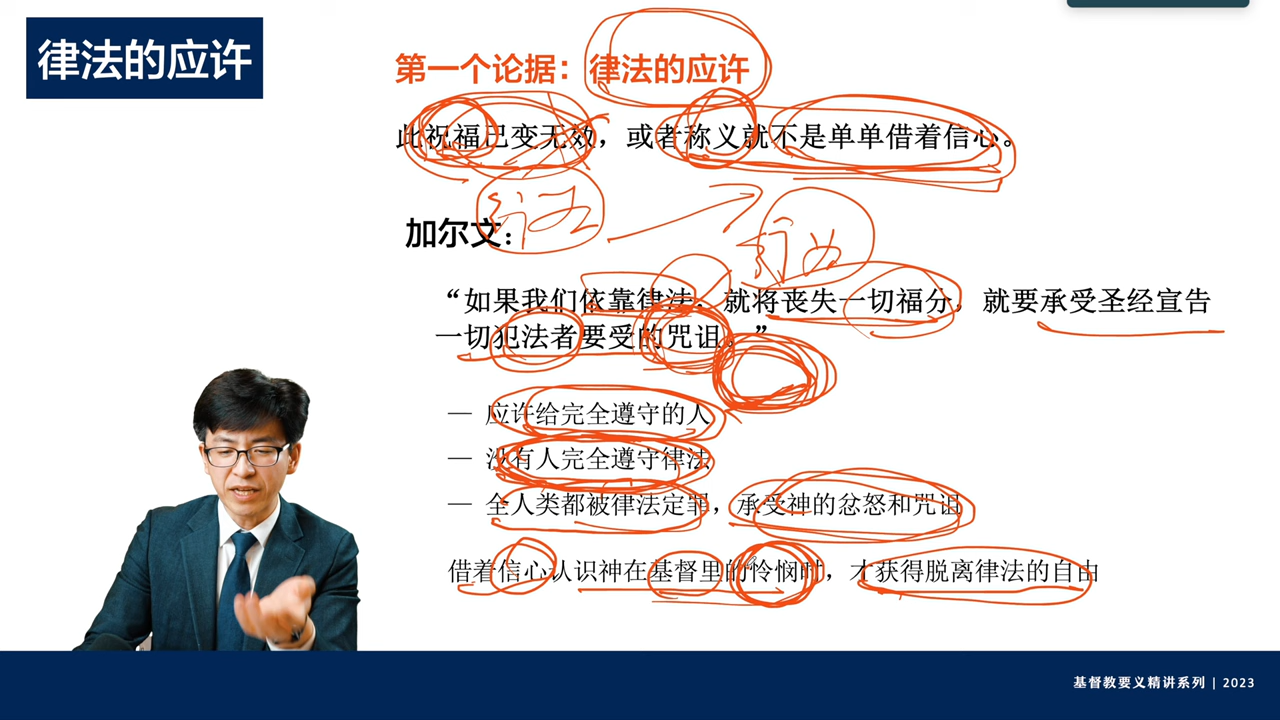 律法的应许
第一个论据：律法的应许
此祝福已变无效，或者称义就不是单单借着信心。
加尔文：
“如果我们依靠律法，就将丧失一切福分，就要承受圣经宣告
一切犯法者要受的咒诅。”
— 应许给完全遵守的人
— 没有人完全遵守律法
— 全人类都被律法定罪，承受神的忿怒和咒诅
借着信心认识神在基督里的怜悯时，才获得脱离律法的自由
基督教要义精讲系列 | 2023